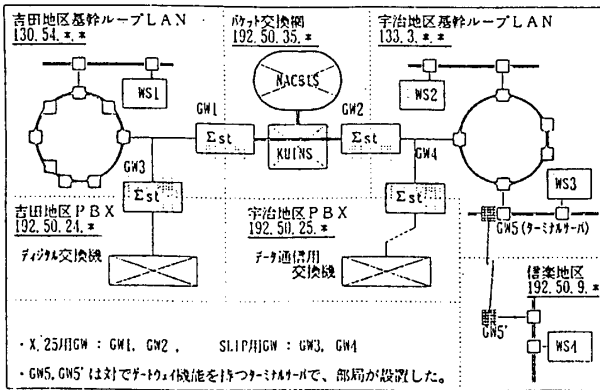 吉田地区基幹ループLAN
130.54.*.*
パケット交換網
192.50.35.*
宇治地区基幹ループLAN
133.3.*.*
NACSIS
WS1
WS2
GW1
GW2
Σst
KUINS
Σst
GW3
GW4
Σst
Σst
WS3
吉田地区PBX
192.50.24.*
宇治地区PBX
192.50.25.*
GW5(ターミナルサーバ)
ディジタル交換機
データ通信用
交換機
信楽地区
192.50.9.*
GW5'
WS4
・X.25用GW : GW1, GW2 , SLIP用GW : GW3, GW4
・GW5, GW5' は対でゲートウェイ機能を持つターミナルサーバで、部局が設置した。